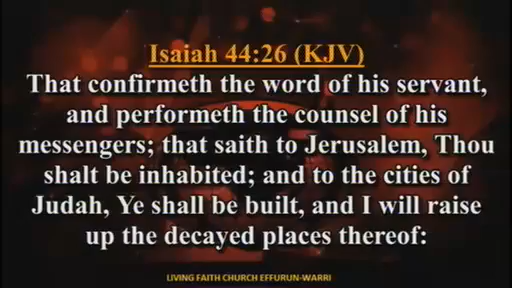 Isaiah 44:26 (KJV)
That confirmeth the word of his servant,
and performeth the counsel of his
messengers; that saith to Jerusalem, Thou
shalt be inhabited; and to the cities of
Judah, Ye shall be built, and I will raise
up the decayed places thereof:
LIVING FAITH CHURCH EFFURUN-WARRI